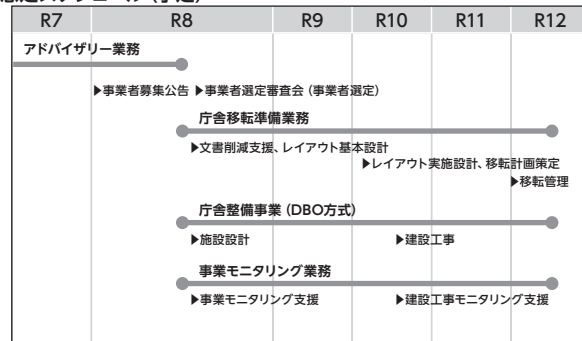 R7 R8 R9 R10 R11 R12
アドバイザリー業務
▶事業者募集公告 ▶事業者選定審査会（事業者選定）
庁舎移転準備業務
▶文書削減支援、レイアウト基本設計
▶レイアウト実施設計、移転計画策定
▶移転管理
庁舎整備事業（DBO方式）
▶施設設計 ▶建設工事
事業モニタリング業務
▶事業モニタリング支援 ▶建設工事モニタリング支援